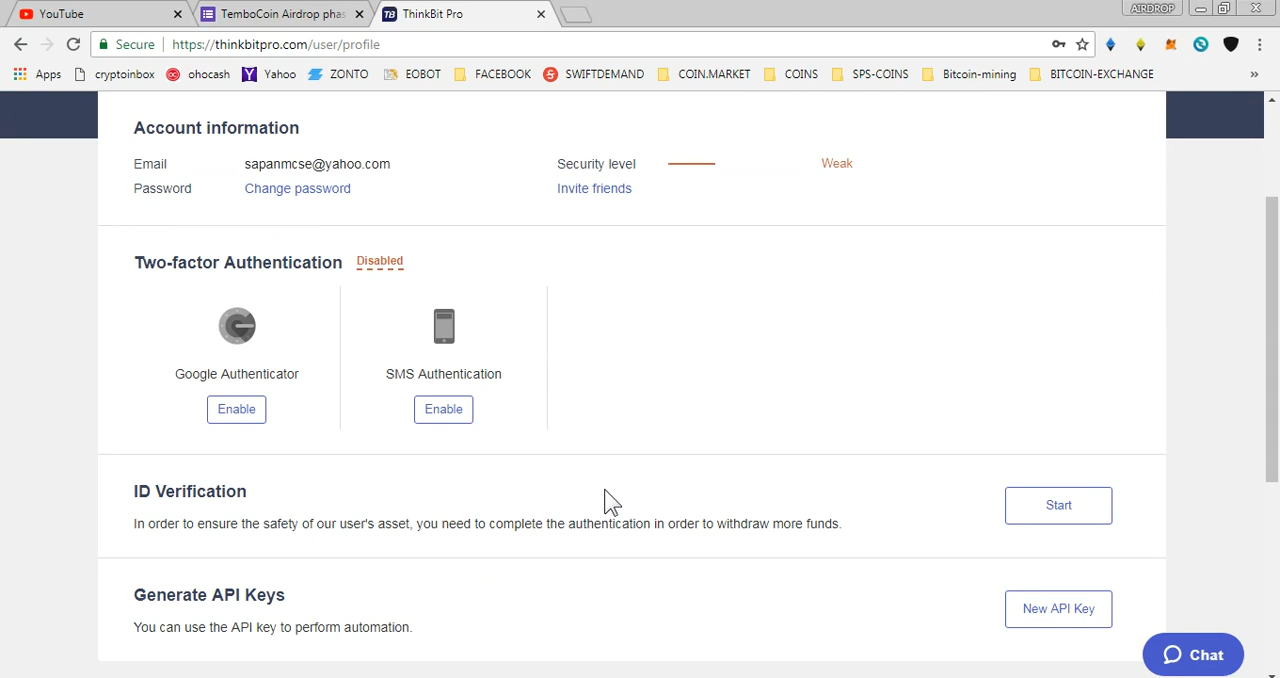 YouTube
TemboCoin Airdrop phas
ThinkBit Pro
AIRDROP
Secure
https://thinkbitpro.com/user/profile
Apps
cryptoinbox
ohocash
Yahoo
ZONTO
EOBOT
FACEBOOK
SWIFTDEMAND
COIN.MARKET
COINS
SPS-COINS
Bitcoin-mining
BITCOIN-EXCHANGE
»
Account information
Email sapanmcse@yahoo.com Security level Weak
Password Change password Invite friends
Two-factor Authentication Disabled
Google Authenticator SMS Authentication
Enable Enable
ID Verification
Start
In order to ensure the safety of our user's asset, you need to complete the authentication in order to withdraw more funds.
Generate API Keys
New API Key
You can use the API key to perform automation.
Chat